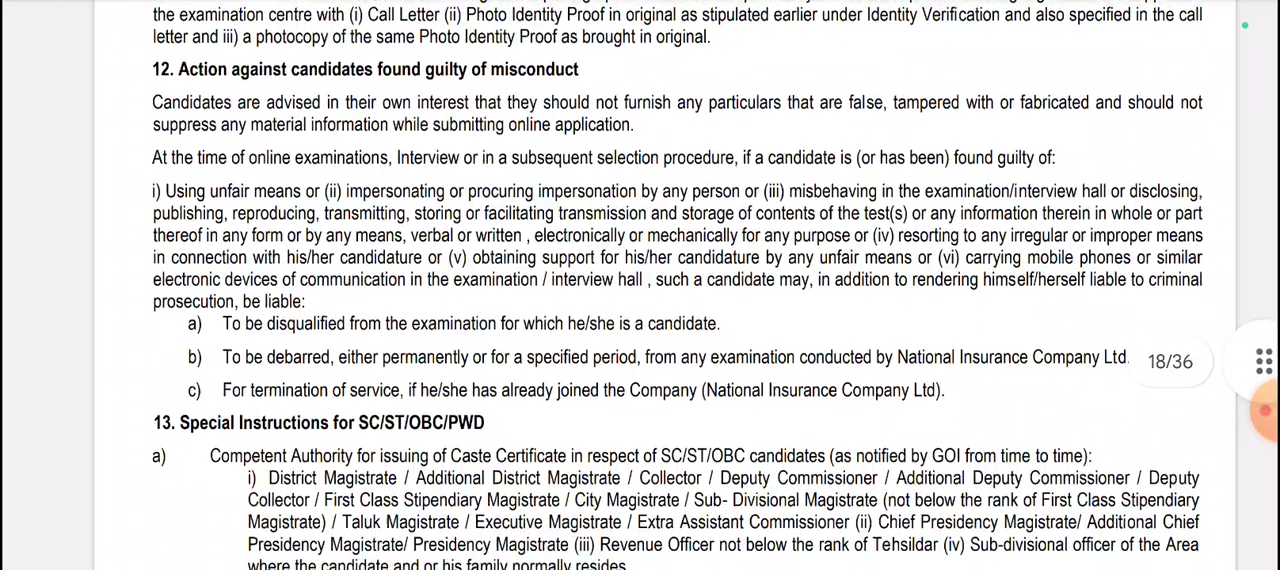 the examination centre with (i) Call Letter (ii) Photo Identity Proof in original as stipulated earlier under Identity Verification and also specified in the call
letter and iii) a photocopy of the same Photo Identity Proof as brought in original.
12. Action against candidates found guilty of misconduct
Candidates are advised in their own interest that they should not furnish any particulars that are false, tampered with or fabricated and should not
suppress any material information while submitting online application.
At the time of online examinations, Interview or in a subsequent selection procedure, if a candidate is (or has been) found guilty of:
i) Using unfair means or (ii) impersonating or procuring impersonation by any person or (iii) misbehaving in the examination/interview hall or disclosing,
publishing, reproducing, transmitting, storing or facilitating transmission and storage of contents of the test(s) or any information therein in whole or part
thereof in any form or by any means, verbal or written , electronically or mechanically for any purpose or (iv) resorting to any irregular or improper means
in connection with his/her candidature or (v) obtaining support for his/her candidature by any unfair means or (vi) carrying mobile phones or similar
electronic devices of communication in the examination / interview hall , such a candidate may, in addition to rendering himself/herself liable to criminal
prosecution, be liable:
a) To be disqualified from the examination for which he/she is a candidate.
b) To be debarred, either permanently or for a specified period, from any examination conducted by National Insurance Company Ltd.
18/36
c) For termination of service, if he/she has already joined the Company (National Insurance Company Ltd).
13. Special Instructions for SC/ST/OBC/PWD
a) Competent Authority for issuing of Caste Certificate in respect of SC/ST/OBC candidates (as notified by GOI from time to time):
i) District Magistrate / Additional District Magistrate / Collector / Deputy Commissioner / Additional Deputy Commissioner / Deputy
Collector / First Class Stipendiary Magistrate / City Magistrate / Sub- Divisional Magistrate (not below the rank of First Class Stipendiary
Magistrate) / Taluk Magistrate / Executive Magistrate / Extra Assistant Commissioner (ii) Chief Presidency Magistrate/ Additional Chief
Presidency Magistrate/ Presidency Magistrate (iii) Revenue Officer not below the rank of Tehsildar (iv) Sub-divisional officer of the Area
where the candidate and or his family normally resides